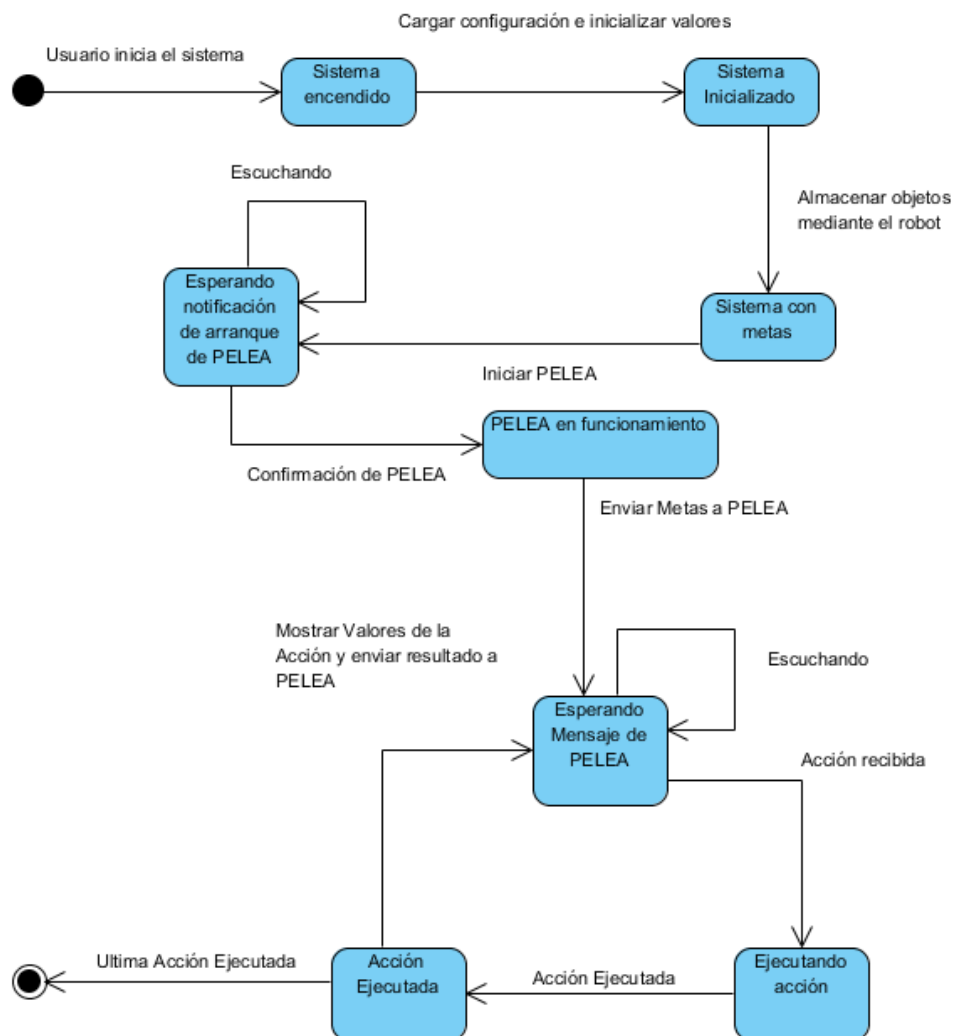 Cargar configuración e inicializar valores
Usuario inicia el sistema
Sistema
encendido
Sistema
Inicializado
Escuchando
Almacenar objetos
mediante el robot
Esperando
notificación
de arranque
de PELEA
Sistema con
metas
Iniciar PELEA
PELEA en funcionamiento
Confirmación de PELEA
Enviar Metas a PELEA
Mostrar Valores de la
Acción y enviar resultado a
PELEA
Escuchando
Esperando
Mensaje de
PELEA
Acción recibida
Ultima Acción Ejecutada
Acción
Ejecutada
Acción Ejecutada
Ejecutando
acción